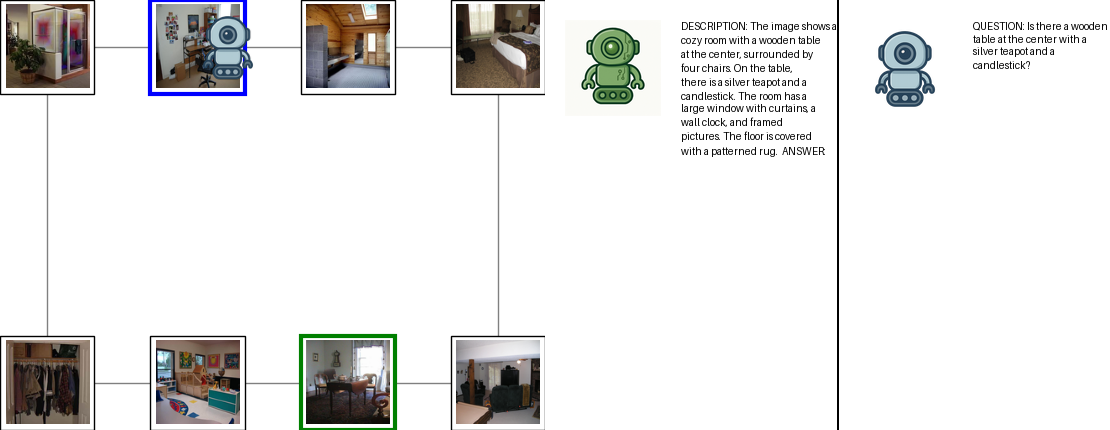 DESCRIPTION: The image shows a
cozy room with a wooden table
at the center, surrounded by
four chairs. On the table,
there is a silver teapot and a
candlestick. The room has a
large window with curtains, a
wall clock, and framed
pictures. The floor is covered
with a patterned rug. ANSWER:
QUESTION: Is there a wooden
table at the center with a
silver teapot and a
candlestick?